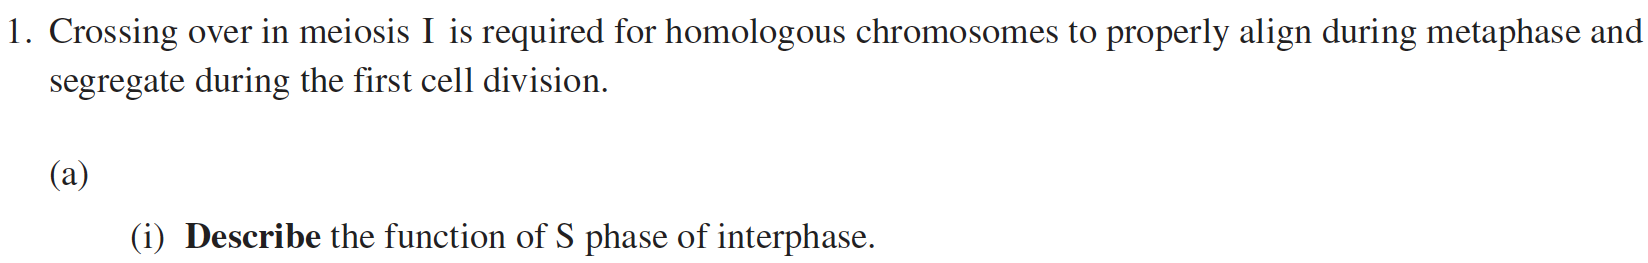 1. Crossing over in meiosis I is required for homologous chromosomes to properly align during metaphase and
segregate during the first cell division.
(a)
(i) Describe the function of S phase of interphase.